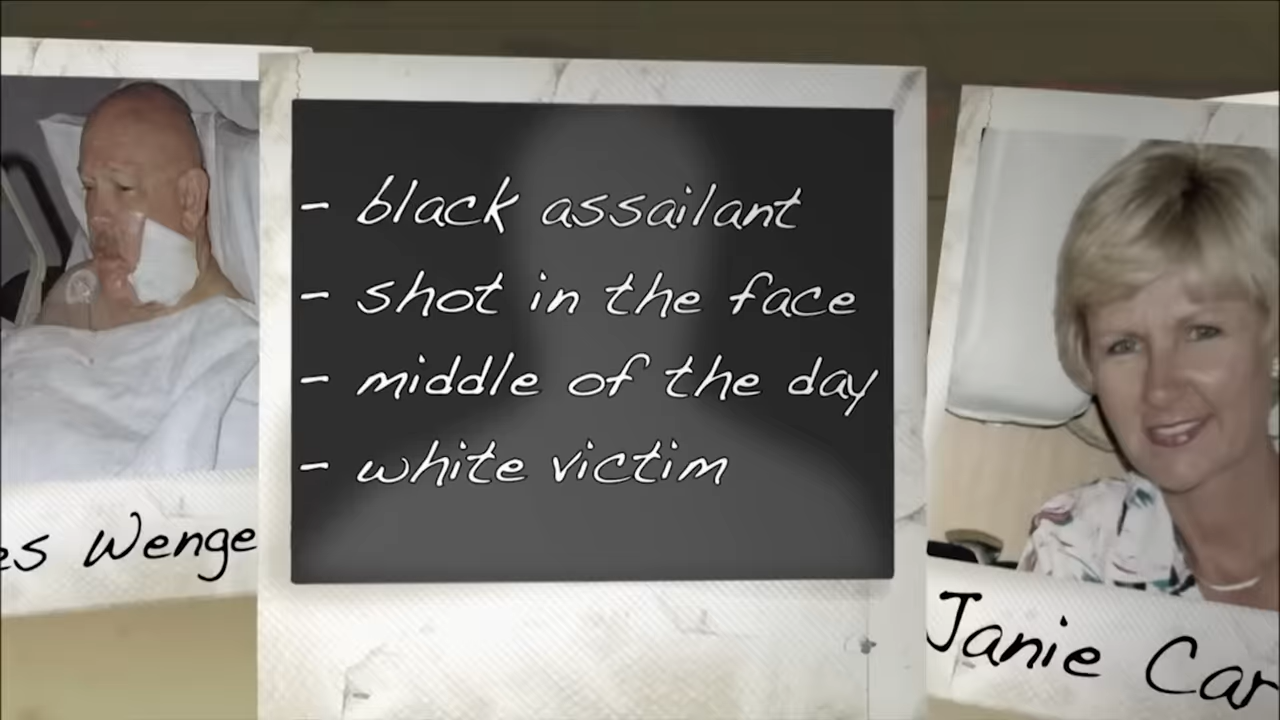 - black assailant
- shot in the face
- middle of the day
- white victim
es Wenge
Janie Car